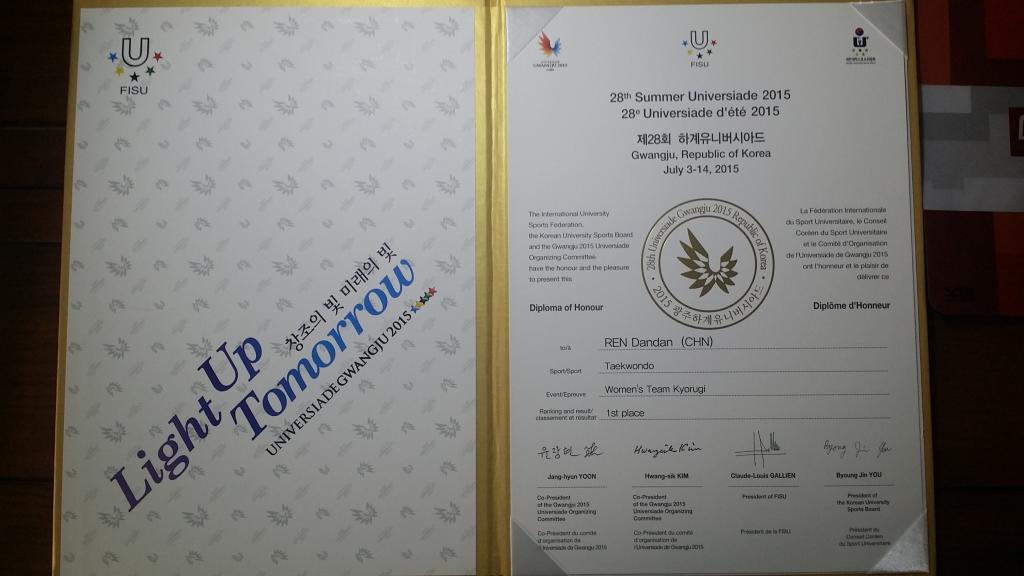 U
FISU
Light Up
창조의 빛 미래의 빛
Tomorrow
UNIVERSIADE GWANGJU 2015
GWANGJU 2015
U
FISU
28th Summer Universiade 2015
28e Universiade d'été 2015
제28회 하계유니버시아드
Gwangju, Republic of Korea
July 3-14, 2015
The International University
Sports Federation,
the Korean University Sports Board
and the Gwangju 2015 Universiade
Organizing Committee
have the honour and the pleasure
to present this
Diploma of Honour
28th Universiade Gwangju 2015 Republic of Korea
2015 광주하계유니버시아드
La Fédération Internationale
du Sport Universitaire, le Conseil
Coréen du Sport Universitaire
et le Comité d'Organisation
de l'Universiade de Gwangju 2015
ont l'honneur et le plaisir de
délivrer ce
Diplôme d'Honneur
to/à REN Dandan (CHN)
Sport/Sport Taekwondo
Event/Epreuve Women's Team Kyorugi
Ranking and result/
classement et résultat 1st place
Jang-hyun YOON
Co-President
of the Gwangju 2015
Universiade Organizing
Committee
Co-President du comité
d'organisation de
l'Universiade de Gwangju 2015
Hwang-sik KIM
Co-President
of the Gwangju 2015
Universiade Organizing
Committee
Co-President du comité
d'organisation de
l'Universiade de Gwangju 2015
Claude-Louis GALLIEN
President of FISU
Président de la FISU
Byoung Jin YOU
President of
the Korean University
Sports Board
Président du
Conseil Coréen
du Sport Universitaire